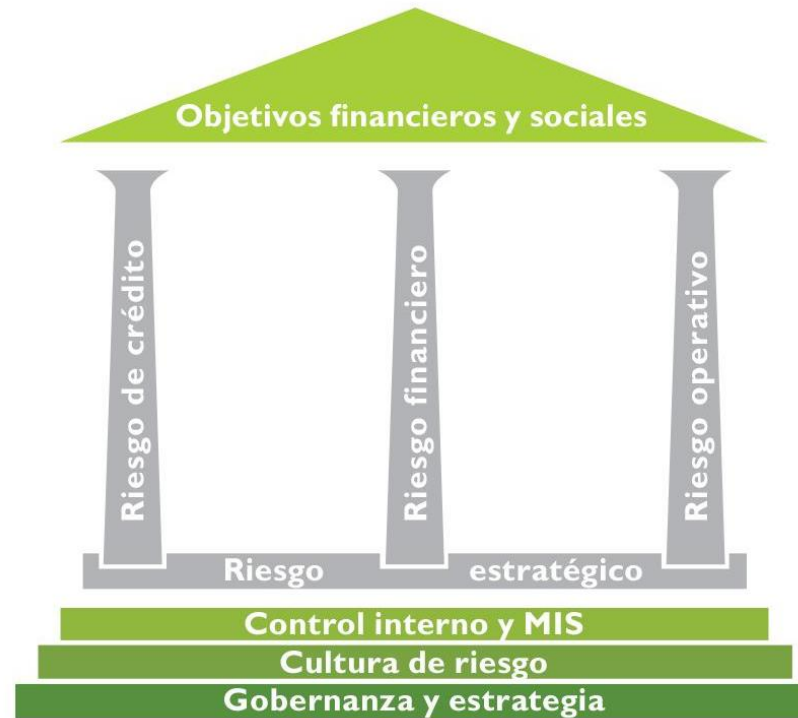 Objetivos financieros y sociales
Riesgo de crédito
Riesgo financiero
Riesgo operativo
Riesgo estratégico
Control interno y MIS
Cultura de riesgo
Gobernanza y estrategia